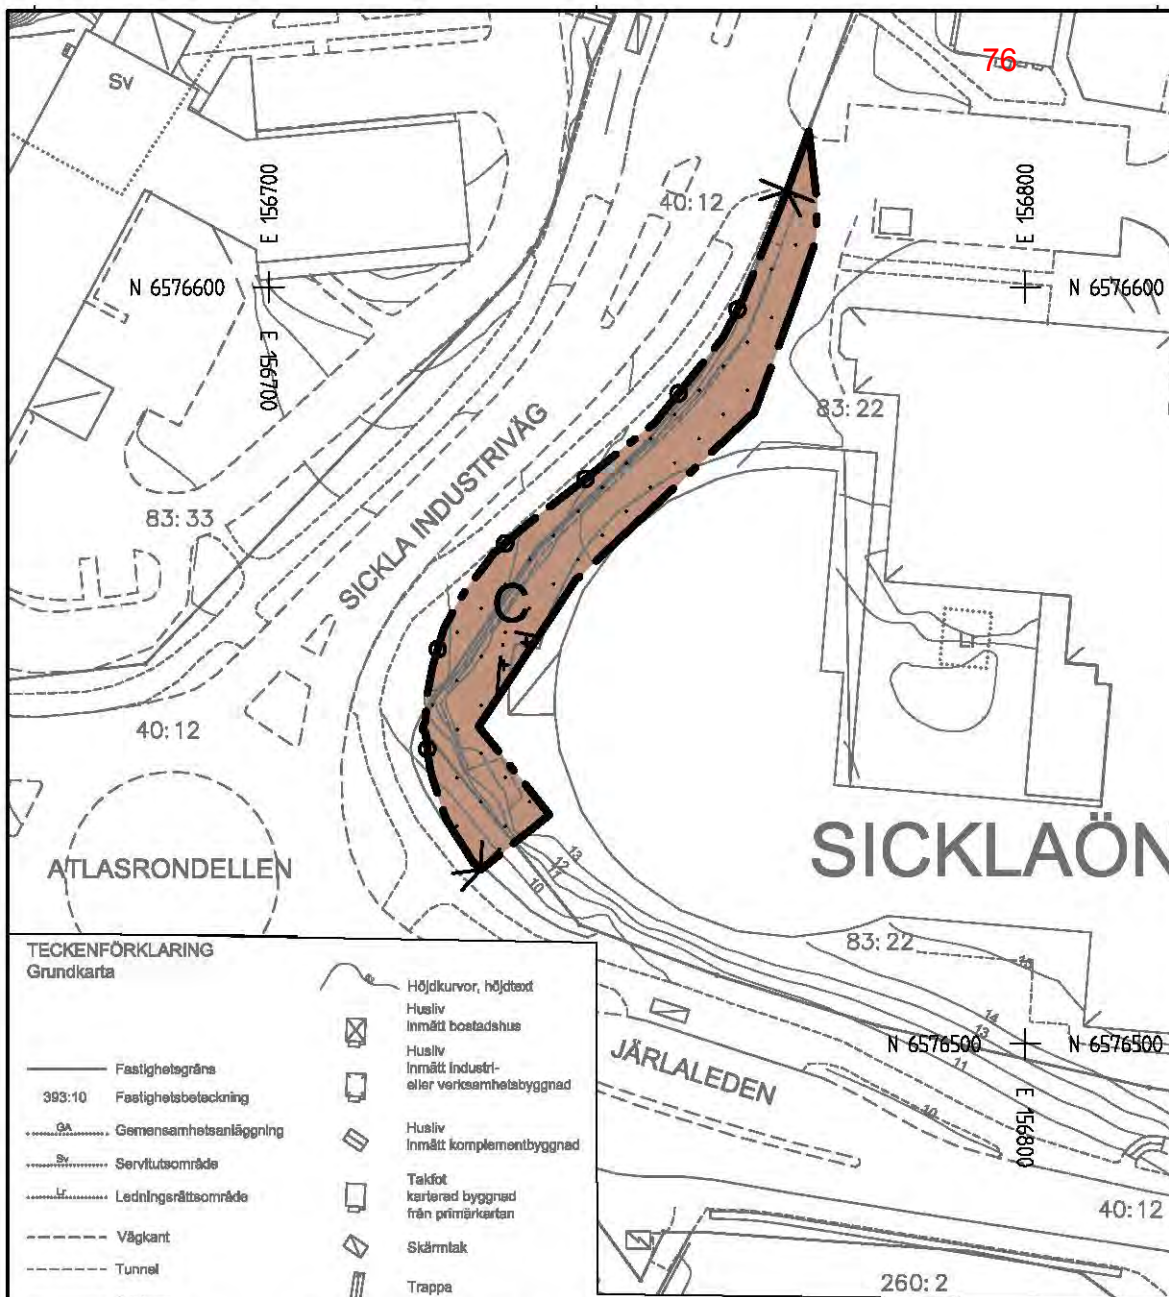 76
Sv
E 156700
E 156800
40:12
N 6576600
N 6576600
E 156700
83:22
SICKLA INDUSTRIVÄG
83:33
C
40:12
SICKLAÖN
ATLASRONDELLEN
13
12
11
10
83:22
15
14
13
11
10
N 6576500
N 6576500
JÄRLALEDEN
E 156800
40:12
260:2
TECKENFÖRKLARING
Grundkarta
Höjdkurvor, höjdtext
Husliv
Inmätt bostadshus
Husliv
Inmätt industri-
eller verksamhetsbyggnad
Fastighetsgräns
393:10 Fastighetsbeteckning
GA Gemensamhetsanläggning
Husliv
Inmätt komplementbyggnad
Sv Servitutsområde
Lr Ledningsrättsområde
Takfot
karterad byggnad
från primärkartan
Vägkant
Skärmtak
Tunnel
Trappa